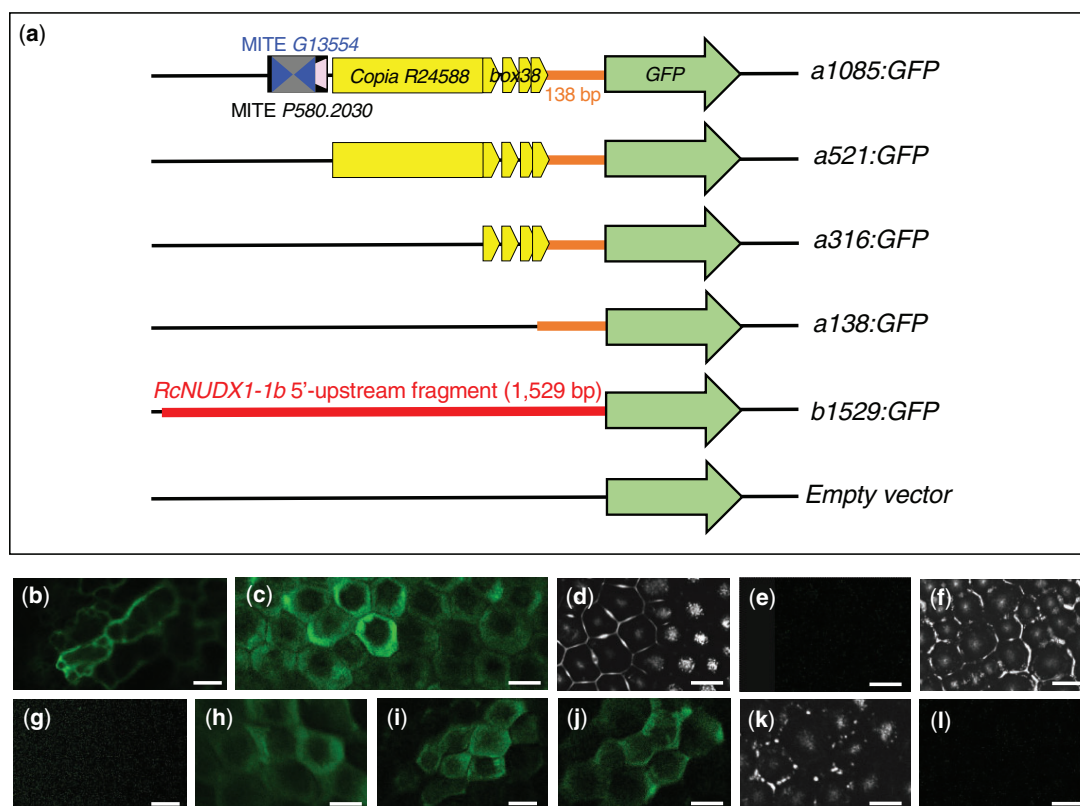 (a)
MITE G13554
Copia R24588
box38
GFP
a1085:GFP
138 bp
MITE P580.2030
a521:GFP
a316:GFP
a138:GFP
RcNUDX1-1b 5'-upstream fragment (1,529 bp)
b1529:GFP
Empty vector
(b) (c) (d) (e) (f)
(g) (h) (i) (j) (k) (l)